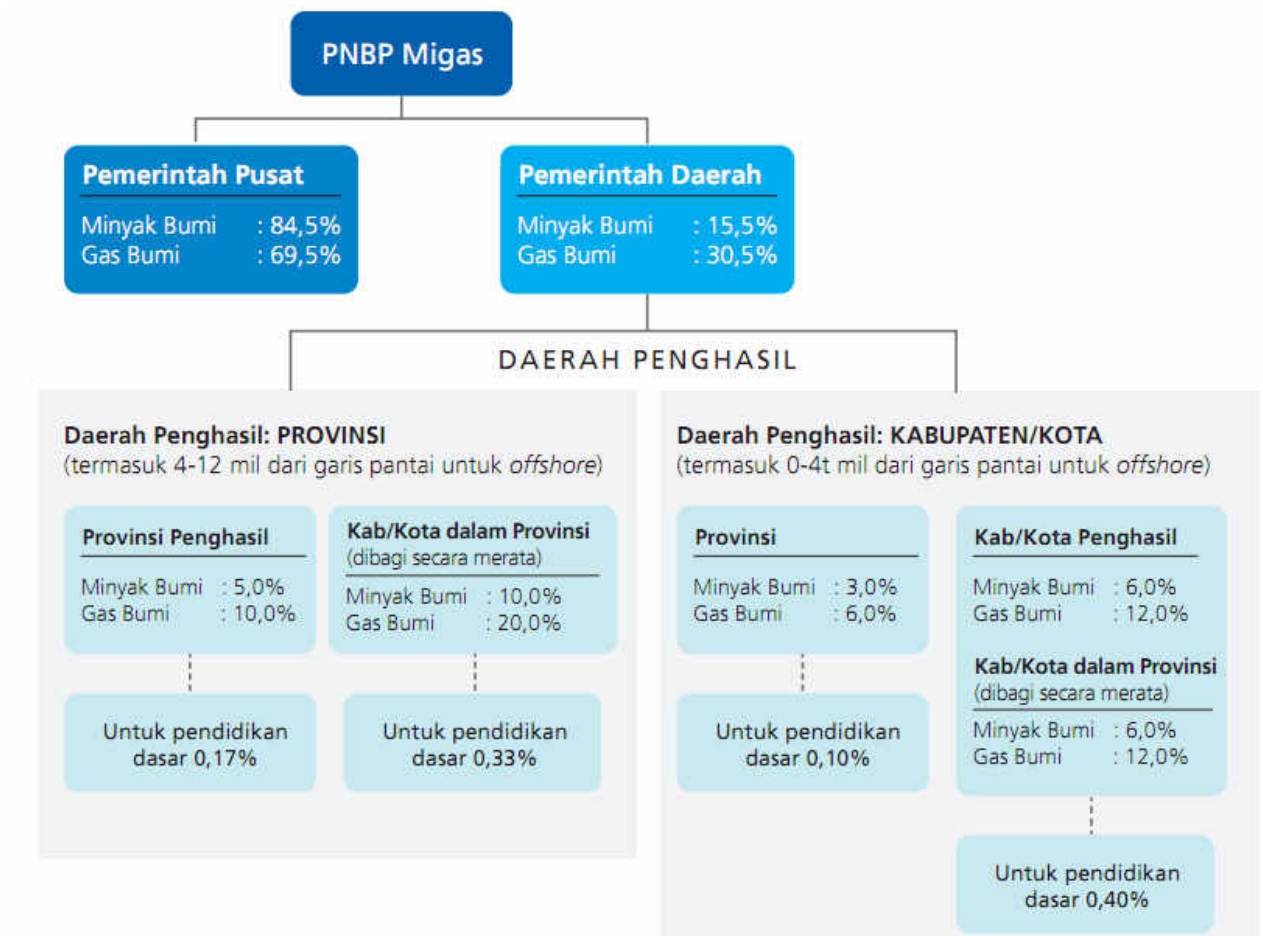 PNBP Migas
Pemerintah Pusat
Minyak Bumi : 84,5%
Gas Bumi : 69,5%
Pemerintah Daerah
Minyak Bumi : 15,5%
Gas Bumi : 30,5%
DAERAH PENGHASIL
Daerah Penghasil: PROVINSI
(termasuk 4-12 mil dari garis pantai untuk offshore)
Provinsi Penghasil
Minyak Bumi : 5,0%
Gas Bumi : 10,0%
Kab/Kota dalam Provinsi
(dibagi secara merata)
Minyak Bumi : 10,0%
Gas Bumi : 20,0%
Untuk pendidikan
dasar 0,17%
Untuk pendidikan
dasar 0,33%
Daerah Penghasil: KABUPATEN/KOTA
(termasuk 0-4t mil dari garis pantai untuk offshore)
Provinsi
Minyak Bumi : 3,0%
Gas Bumi : 6,0%
Kab/Kota Penghasil
Minyak Bumi : 6,0%
Gas Bumi : 12,0%
Kab/Kota dalam Provinsi
(dibagi secara merata)
Minyak Bumi : 6,0%
Gas Bumi : 12,0%
Untuk pendidikan
dasar 0,10%
Untuk pendidikan
dasar 0,40%